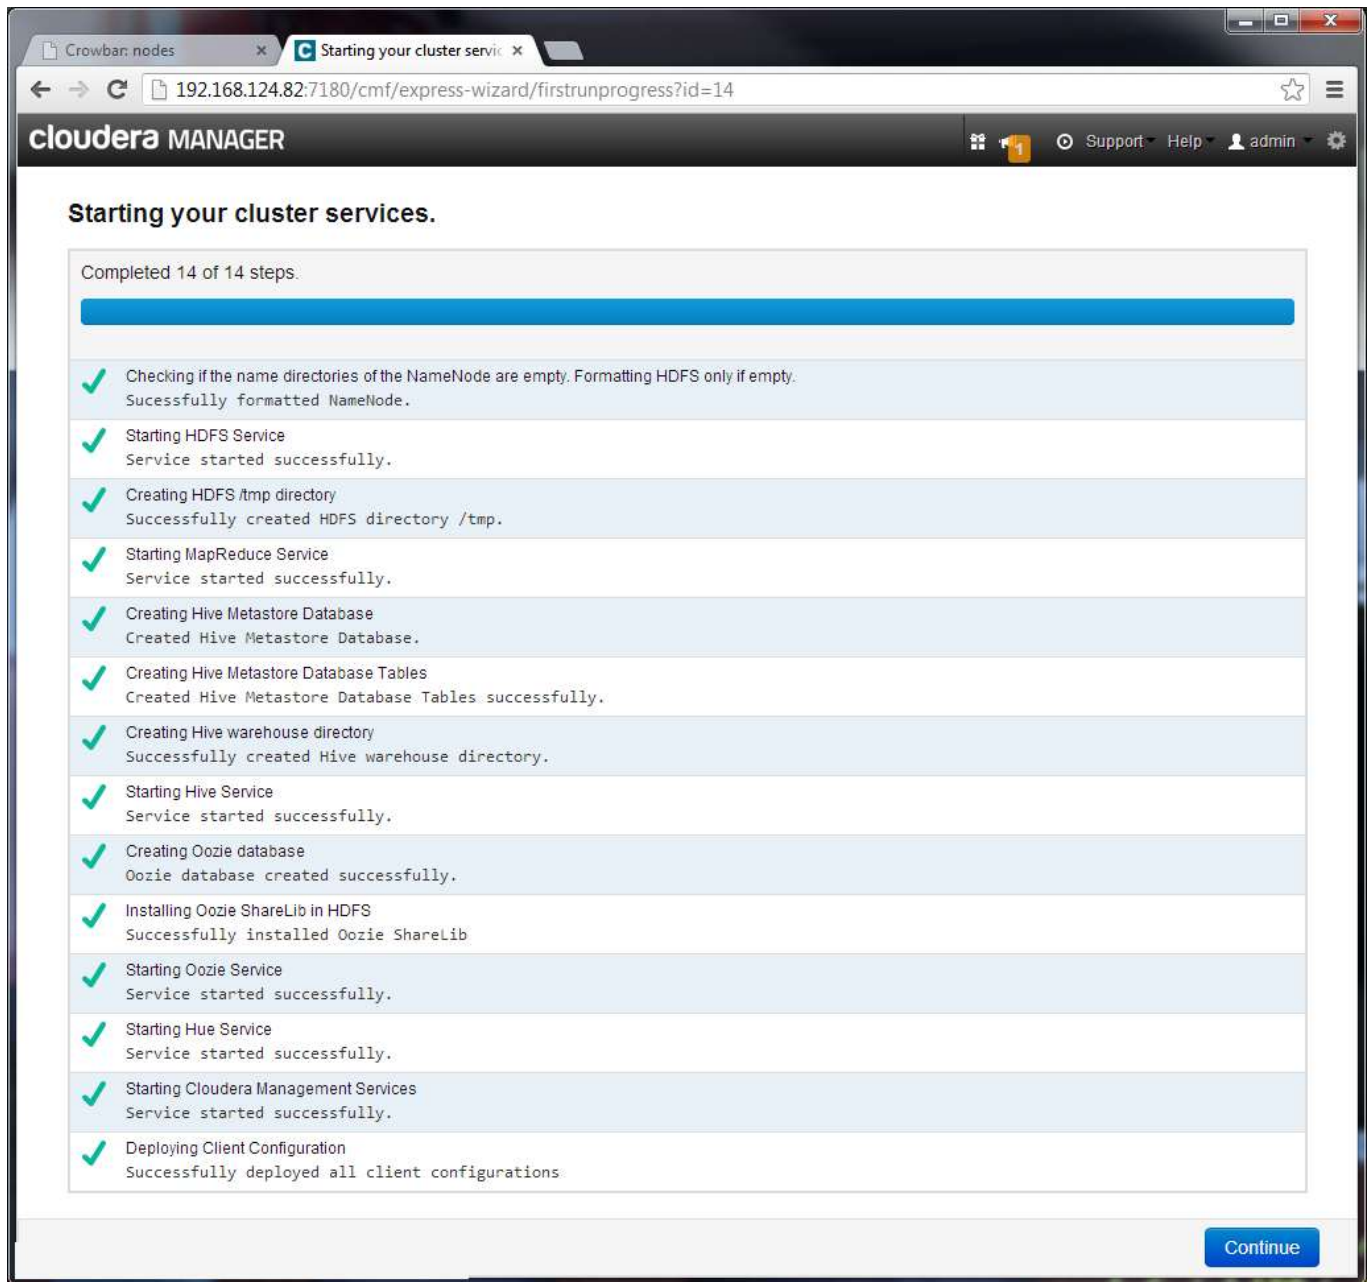 Crowbar: nodes
Starting your cluster servic
192.168.124.82:7180/cmf/express-wizard/firstrunprogress?id=14
cloudera MANAGER
1
Support
Help
admin
Starting your cluster services.
Completed 14 of 14 steps.
Checking if the name directories of the NameNode are empty. Formatting HDFS only if empty.
Sucessfully formatted NameNode.
Starting HDFS Service
Service started successfully.
Creating HDFS /tmp directory
Successfully created HDFS directory /tmp.
Starting MapReduce Service
Service started successfully.
Creating Hive Metastore Database
Created Hive Metastore Database.
Creating Hive Metastore Database Tables
Created Hive Metastore Database Tables successfully.
Creating Hive warehouse directory
Successfully created Hive warehouse directory.
Starting Hive Service
Service started successfully.
Creating Oozie database
Oozie database created successfully.
Installing Oozie ShareLib in HDFS
Successfully installed Oozie ShareLib
Starting Oozie Service
Service started successfully.
Starting Hue Service
Service started successfully.
Starting Cloudera Management Services
Service started successfully.
Deploying Client Configuration
Successfully deployed all client configurations
Continue